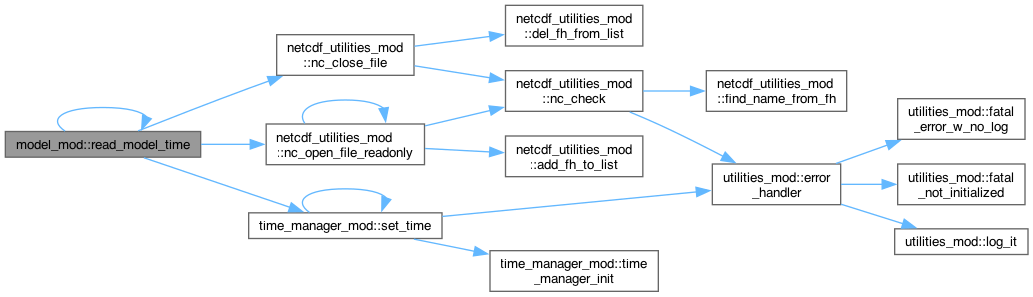 model_mod::read_model_time
netcdf_utilities_mod
::nc_close_file
netcdf_utilities_mod
::nc_open_file_readonly
time_manager_mod::set_time
netcdf_utilities_mod
::del_fh_from_list
netcdf_utilities_mod
::nc_check
netcdf_utilities_mod
::add_fh_to_list
time_manager_mod::time
_manager_init
netcdf_utilities_mod
::find_name_from_fh
utilities_mod::error
_handler
utilities_mod::fatal
_error_w_no_log
utilities_mod::fatal
_not_initialized
utilities_mod::log_it